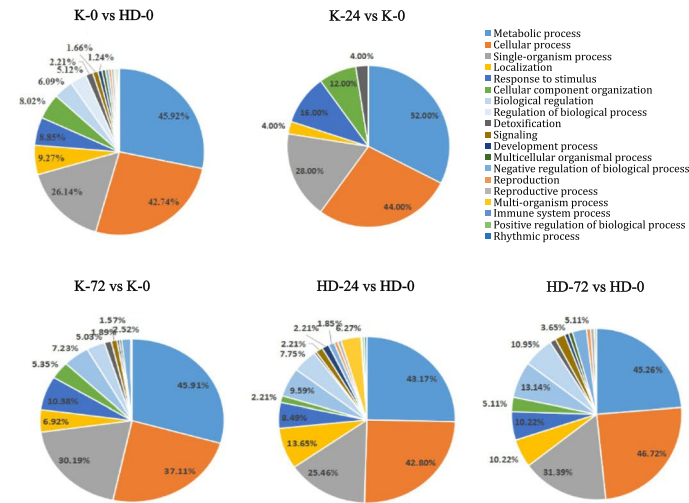 K-0 vs HD-0
K-24 vs K-0
1.66%
2.21%
1.24%
5.12%
6.09%
8.02%
8.85%
9.27%
26.14%
42.74%
45.92%
4.00%
12.00%
16.00%
4.00%
28.00%
44.00%
52.00%
Metabolic process
Cellular process
Single-organism process
Localization
Response to stimulus
Cellular component organization
Biological regulation
Regulation of biological process
Detoxification
Signaling
Development process
Multicellular organismal process
Negative regulation of biological process
Reproduction
Reproductive process
Multi-organism process
Immune system process
Positive regulation of biological process
Rhythmic process
K-72 vs K-0
HD-24 vs HD-0
HD-72 vs HD-0
1.57%
1.89%
2.52%
5.03%
7.23%
5.35%
10.38%
6.92%
30.19%
37.11%
45.91%
1.85%
2.21%
6.27%
2.21%
7.75%
9.59%
2.21%
8.49%
13.65%
25.46%
42.80%
43.17%
5.11%
3.65%
10.95%
13.14%
5.11%
10.22%
10.22%
31.39%
46.72%
45.26%